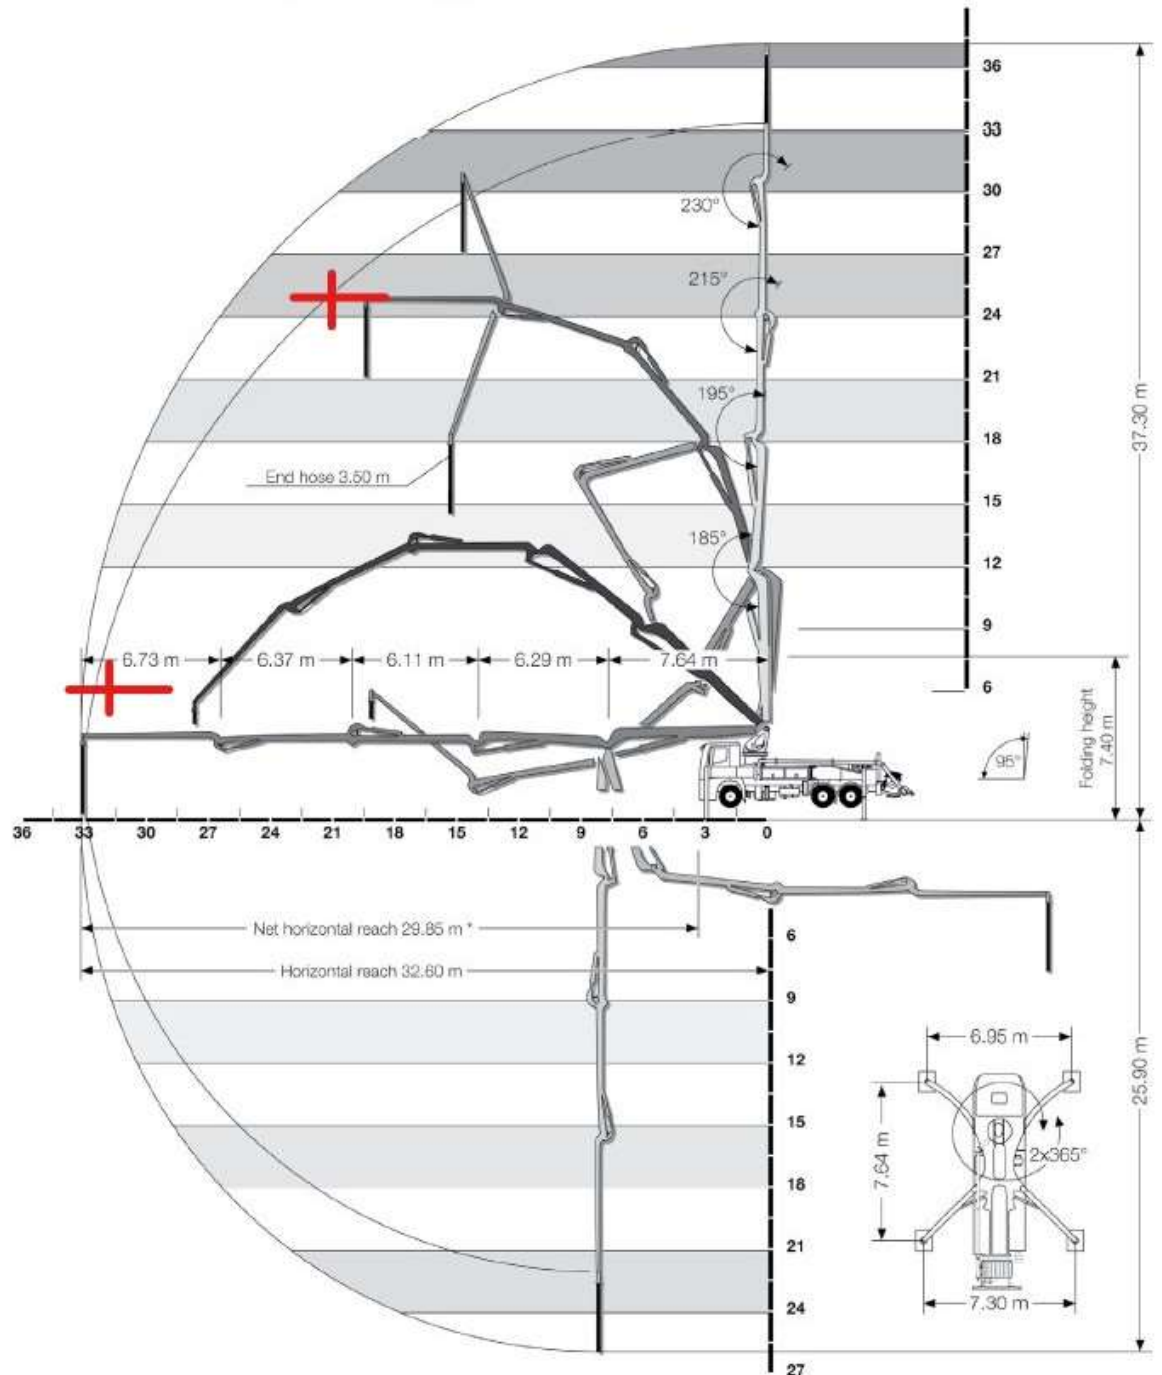 36
33
30
230°
27
215°
24
21
195°
37.30 m
18
End hose 3.50 m
15
185°
12
9
6.73 m
6.37 m
6.11 m
6.29 m
7.64 m
6
Folding height
7.40 m
95°
36
33
30
27
24
21
18
15
12
9
6
3
0
Net horizontal reach 29.85 m *
6
Horizontal reach 32.60 m
9
6.95 m
12
25.90 m
15
7.64 m
2x365°
18
21
7.30 m
24
27